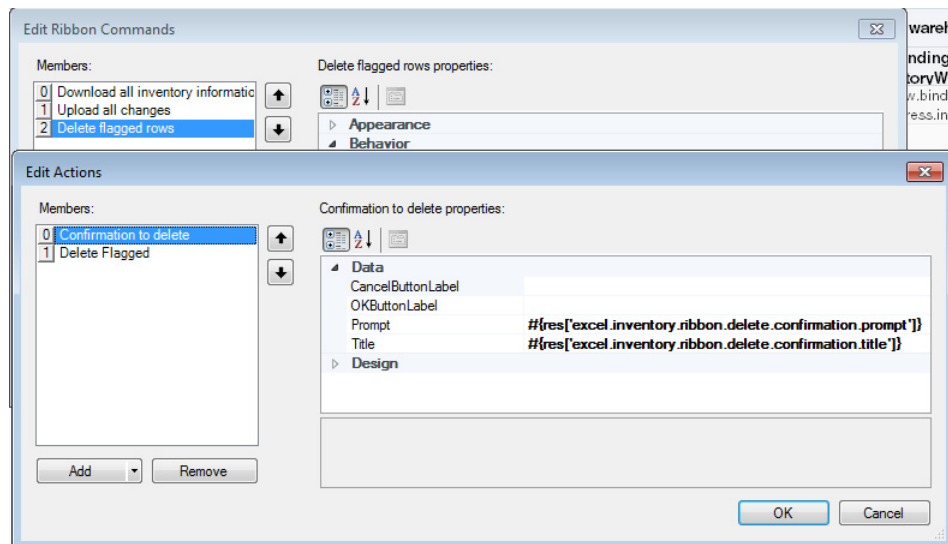 Edit Ribbon Commands
Members:
0 Download all inventory informatic
1 Upload all changes
2 Delete flagged rows
Delete flagged rows properties:
Appearance
Behavior
wareh
nding
toryW
w.bind
ress.in
Edit Actions
Members:
0 Confirmation to delete
1 Delete Flagged
Add
Remove
Confirmation to delete properties:
Data
CancelButtonLabel
OKButtonLabel
Prompt #{res['excel.inventory.ribbon.delete.confirmation.prompt']}
Title #{res['excel.inventory.ribbon.delete.confirmation.title']}
Design
OK
Cancel